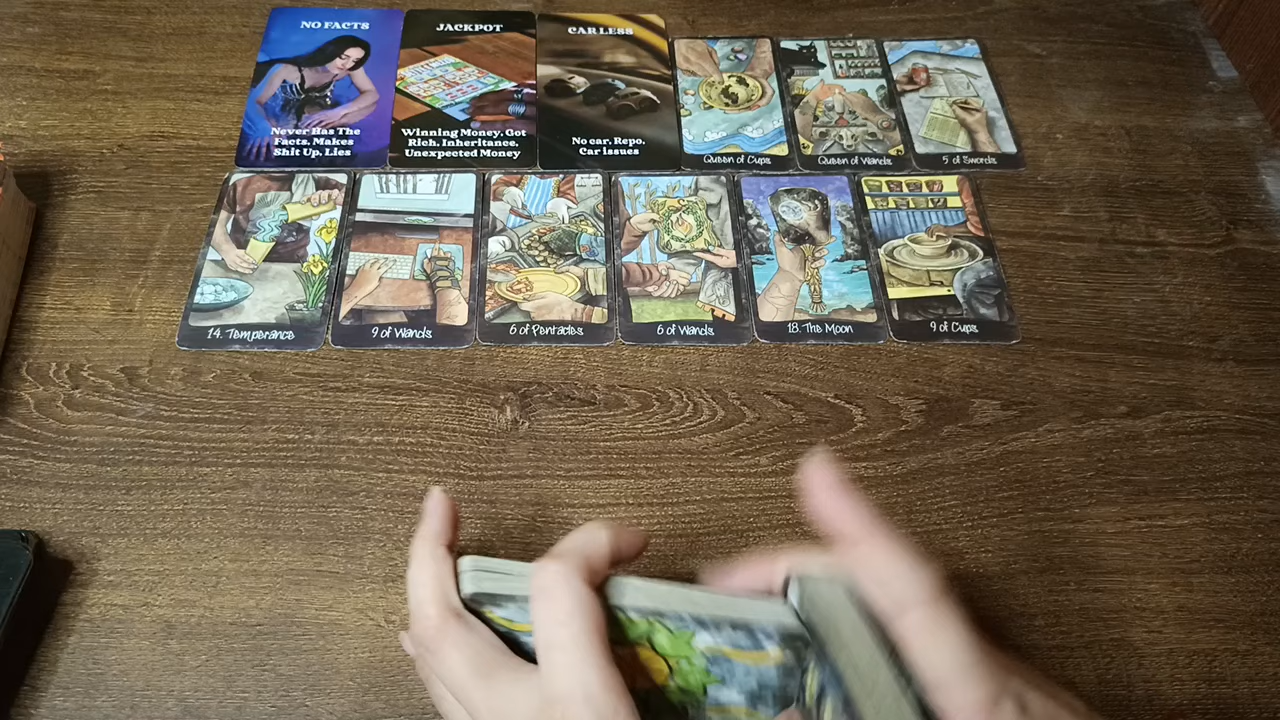 NO FACTS
Never Has The
Facts. Makes
Shit Up. Lies
JACKPOT
Winning Money. Got
Rich. Inheritance.
Unexpected Money
CARLESS
No car. Repo.
Car issues
Queen of Cups
Queen of Wands
5 of Swords
14. Temperance
9 of Wands
6 of Pentacles
6 of Wands
18. The Moon
9 of Cups